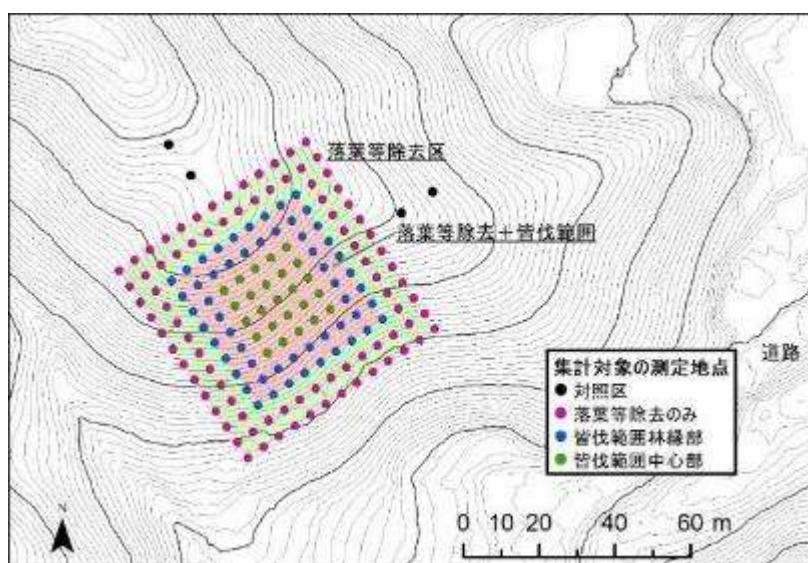 落葉等除去区
落葉等除去+皆伐範囲
道路
集計対象の測定地点
対照区
落葉等除去のみ
皆伐範囲林縁部
皆伐範囲中心部
N
0 10 20 40 60 m